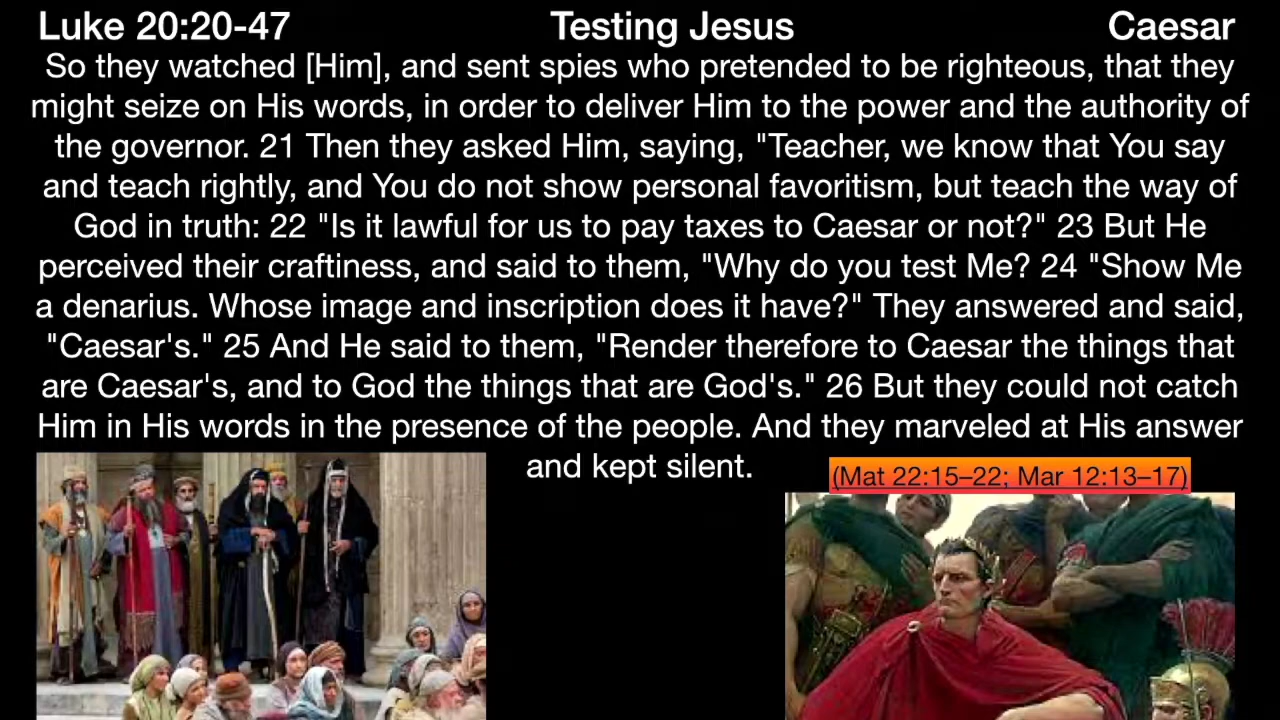 Luke 20:20-47 Testing Jesus Caesar
So they watched [Him], and sent spies who pretended to be righteous, that they
might seize on His words, in order to deliver Him to the power and the authority of
the governor. 21 Then they asked Him, saying, "Teacher, we know that You say
and teach rightly, and You do not show personal favoritism, but teach the way of
God in truth: 22 "Is it lawful for us to pay taxes to Caesar or not?" 23 But He
perceived their craftiness, and said to them, "Why do you test Me? 24 "Show Me
a denarius. Whose image and inscription does it have?" They answered and said,
"Caesar's." 25 And He said to them, "Render therefore to Caesar the things that
are Caesar's, and to God the things that are God's." 26 But they could not catch
Him in His words in the presence of the people. And they marveled at His answer
and kept silent.
(Mat 22:15–22; Mar 12:13–17)